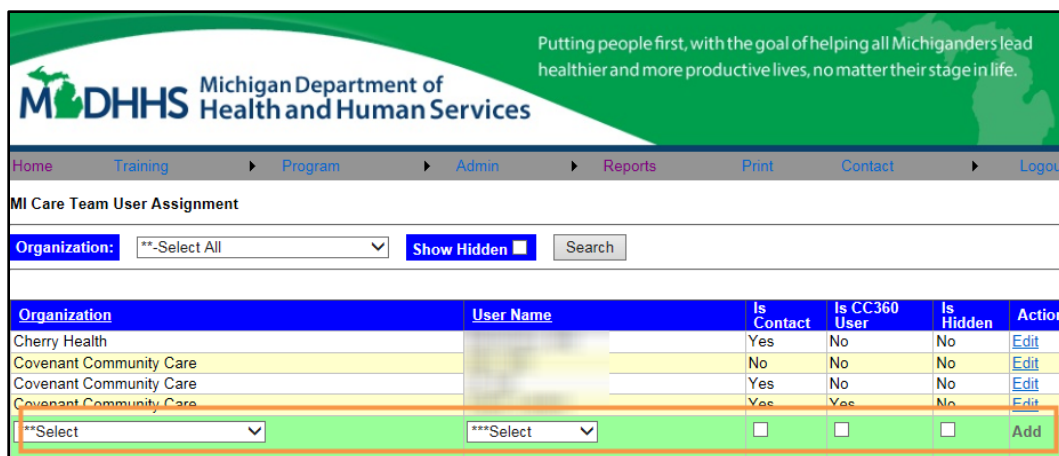 Putting people first, with the goal of helping all Michiganders lead
healthier and more productive lives, no matter their stage in life.
MDHHS Michigan Department of
Health and Human Services
Home Training Program Admin Reports Print Contact Logou
MI Care Team User Assignment
Organization: **-Select All Show Hidden Search
Organization User Name Is Contact Is CC360 User Is Hidden Action
Cherry Health Yes No No Edit
Covenant Community Care No No No Edit
Covenant Community Care Yes No No Edit
Covenant Community Care Yes Yes No Edit
**Select ***Select Add